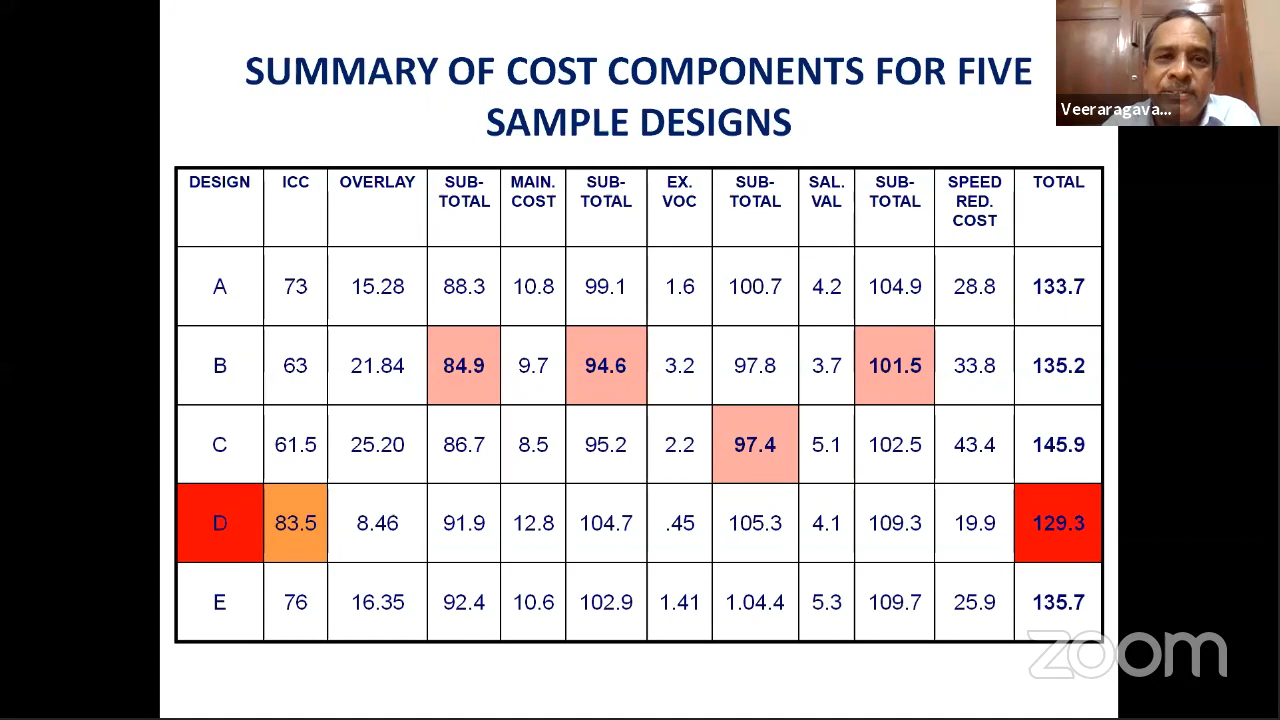 SUMMARY OF COST COMPONENTS FOR FIVE
SAMPLE DESIGNS
Veeraragava...
DESIGN ICC OVERLAY SUB-TOTAL MAIN. COST SUB-TOTAL EX. VOC SUB-TOTAL SAL. VAL SUB-TOTAL SPEED RED. COST TOTAL
A 73 15.28 88.3 10.8 99.1 1.6 100.7 4.2 104.9 28.8 133.7
B 63 21.84 84.9 9.7 94.6 3.2 97.8 3.7 101.5 33.8 135.2
C 61.5 25.20 86.7 8.5 95.2 2.2 97.4 5.1 102.5 43.4 145.9
D 83.5 8.46 91.9 12.8 104.7 .45 105.3 4.1 109.3 19.9 129.3
E 76 16.35 92.4 10.6 102.9 1.41 1.04.4 5.3 109.7 25.9 135.7
zoom